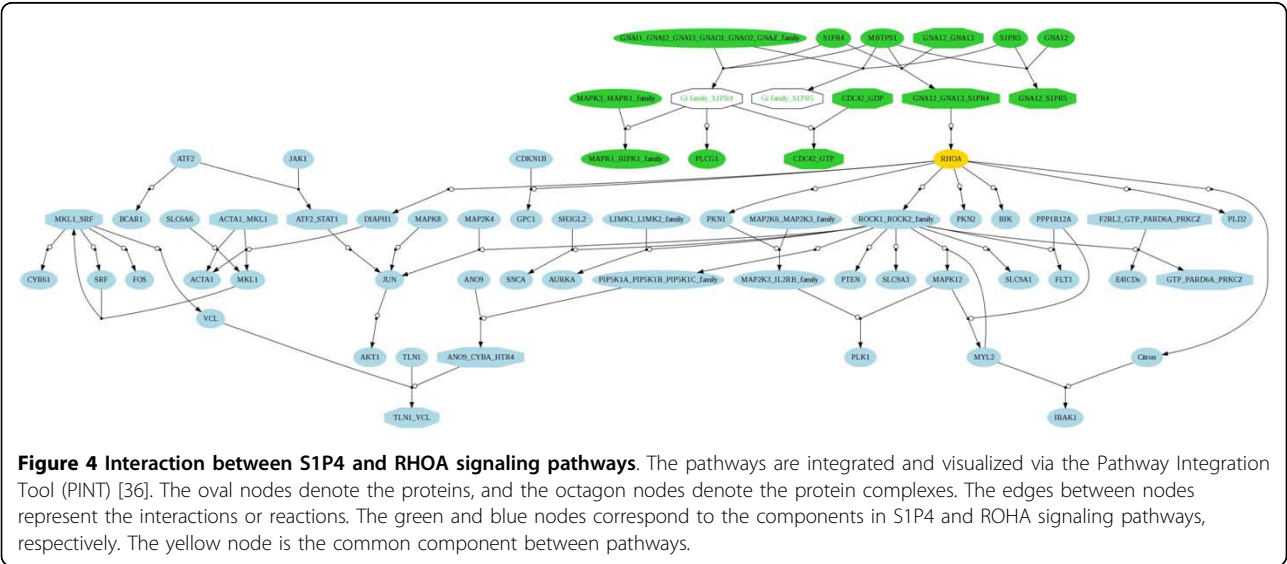 GNAI1_GNAI2_GNAI3_GNAO1_GNAO2_GNAZ_family S1PR4 MBTPS1 GNA12_GNA13 S1PR5 GNA12
MAPK3_MAPK1_family Gi family_S1PR4 Gi family_S1PR5 CDC42_GDP GNA12_GNA13_S1PR4 GNA12_S1PR5
ATF2 JAK1 CDKN1B MAPK1_RIPK1_family PLCG1 CDC42_GTP RHOA
MKL1_SRF BCAR1 SLC6A6 ACTA1_MKL1 ATF2_STAT1 DIAPH1 MAPK8 MAP2K4 GPC1 SH3GL2 LIMK1_LIMK2_family PKN1 MAP2K6_MAP2K3_family ROCK1_ROCK2_family PKN2 BIK PPP1R12A F2RL2_GTP_PARD6A_PRKCZ PLD2
CYR61 SRF FOS ACTA1 MKL1 JUN ANO9 SNCA AURKA PIP5K1A_PIP5K1B_PIP5K1C_family MAP2K3_IL2RB_family PTEN SLC9A3 MAPK12 SLC9A1 FLT1 E4ICDs GTP_PARD6A_PRKCZ
VCL
AKT1 TLN1 ANO9_CYBA_HTR4 PLK1 MYL2 Citron
TLN1_VCL IRAK1
Figure 4 Interaction between S1P4 and RHOA signaling pathways. The pathways are integrated and visualized via the Pathway Integration
Tool (PINT) [36]. The oval nodes denote the proteins, and the octagon nodes denote the protein complexes. The edges between nodes
represent the interactions or reactions. The green and blue nodes correspond to the components in S1P4 and ROHA signaling pathways,
respectively. The yellow node is the common component between pathways.